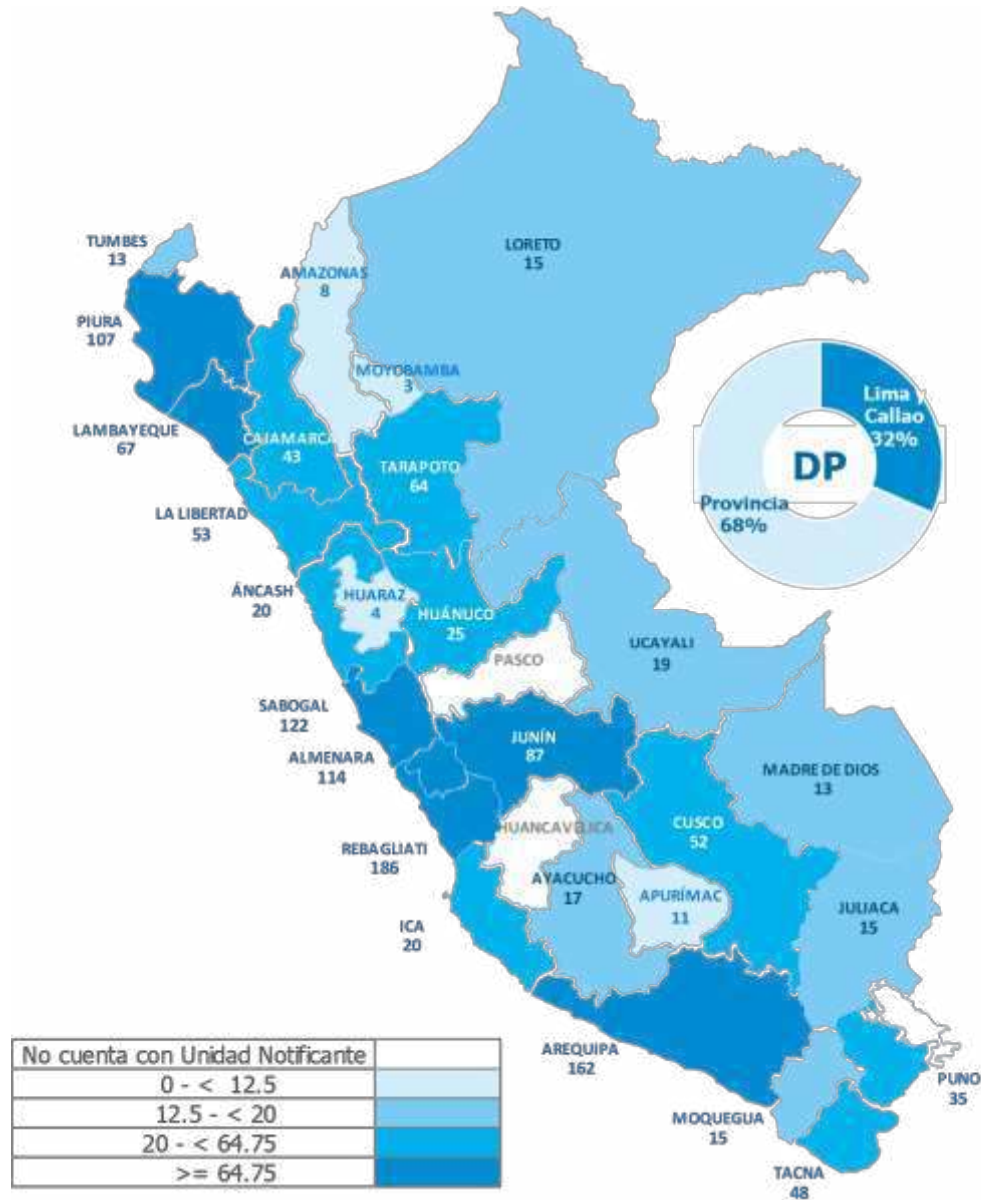 LORETO
15
TUMBES
13
AMAZONAS
8
PIURA
107
MOYOBAMBA
3
LAMBAYEQUE
67
CAJAMARCA
43
TARAPOTO
64
Lima y
Callao
32%
DP
Provincia
68%
LA LIBERTAD
53
ÁNCASH
20
HUARAZ
4
HUÁNUCO
25
PASCO
UCAYALI
19
SABOGAL
122
ALMENARA
114
JUNÍN
87
MADRE DE DIOS
13
HUANCAVELICA
CUSCO
52
REBAGLIATI
186
AYACUCHO
17
APURÍMAC
11
JULIACA
15
ICA
20
AREQUIPA
162
PUNO
35
MOQUEGUA
15
TACNA
48
No cuenta con Unidad Notificante
0 - < 12.5
12.5 - < 20
20 - < 64.75
>= 64.75